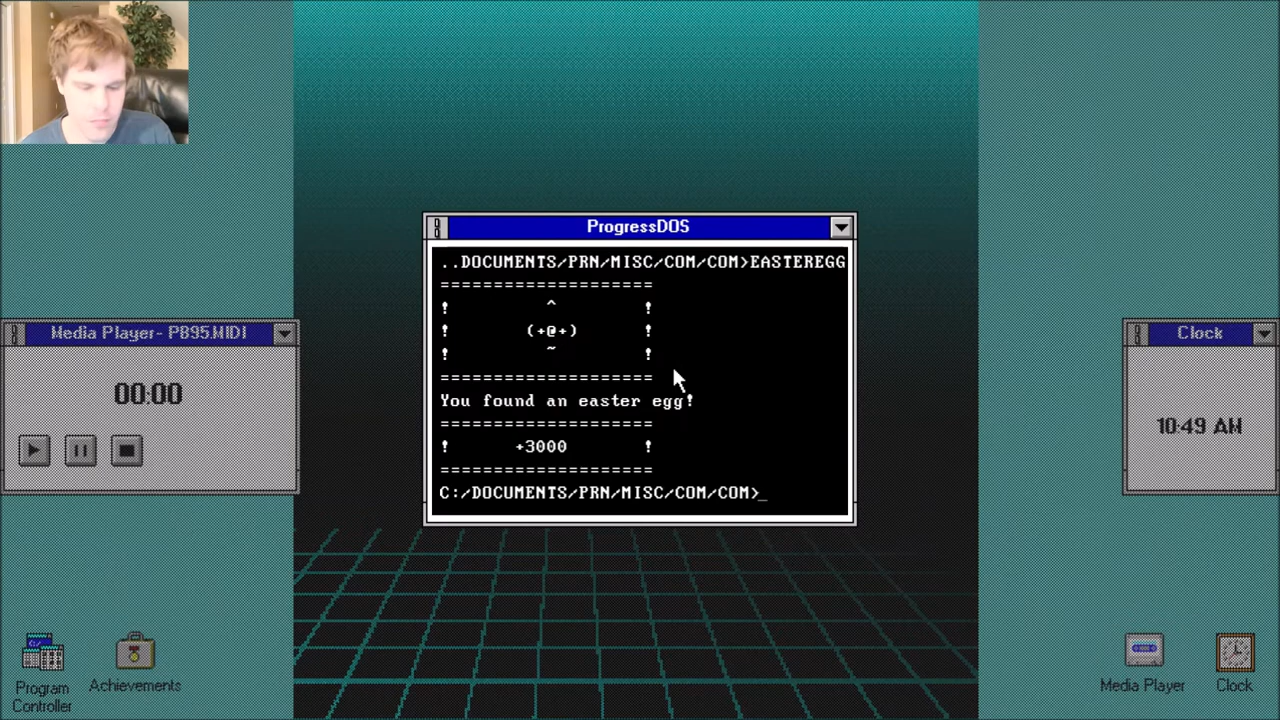 ProgressDOS
..DOCUMENTS/PRN/MISC/COM/COM>EASTEREGG
====================
! ^ !
! (+@+) !
! ~ !
====================
You found an easter egg!
====================
! +3000 !
====================
C:/DOCUMENTS/PRN/MISC/COM/COM>_
Media Player- PB95.MIDI
00:00
Clock
10:49 AM
Program
Controller
Achievements
Media Player
Clock